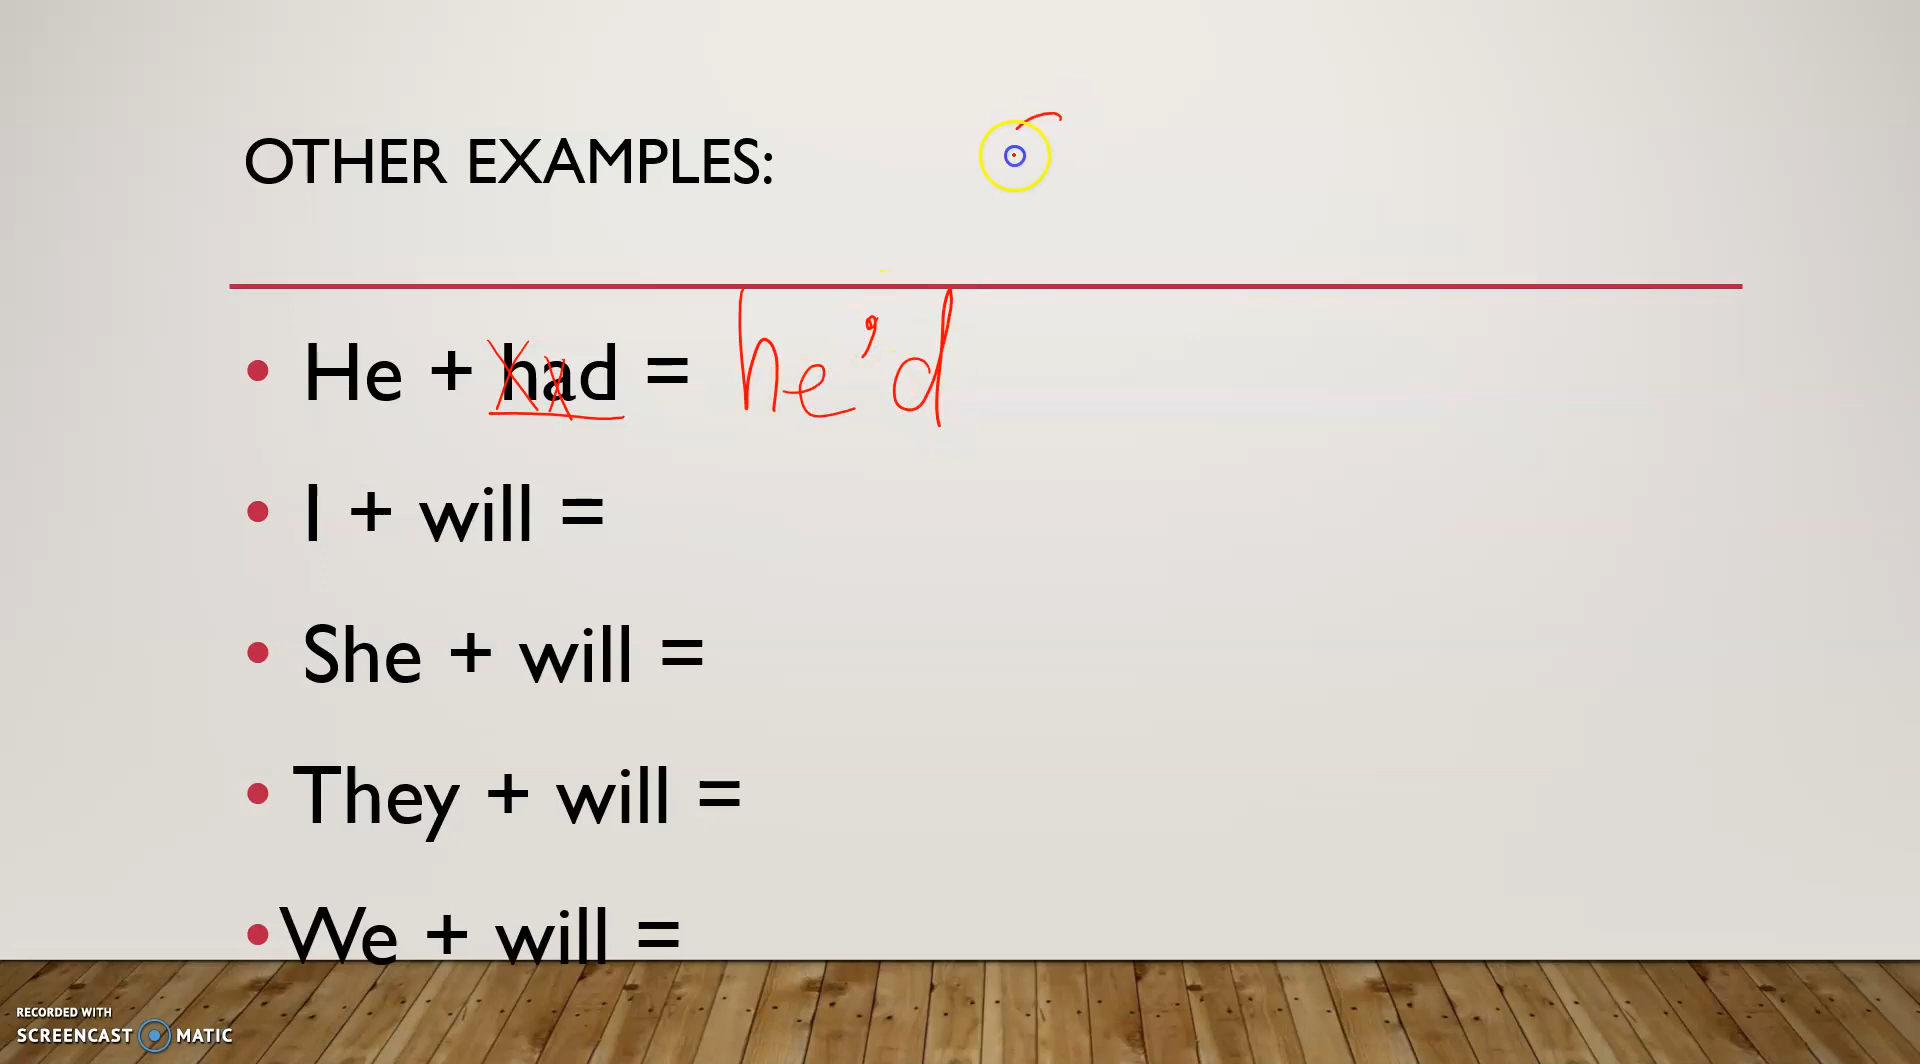 OTHER EXAMPLES:
• He + had = he'd
• I + will =
• She + will =
• They + will =
• We + will =
RECORDED WITH
SCREENCAST MATIC